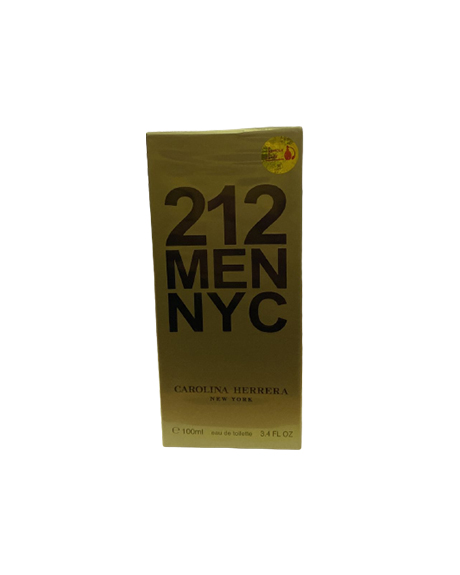 212
MEN
NYC
CAROLINA HERRERA
NEW YORK
℮ 100ml eau de toilette 3.4 FL OZ